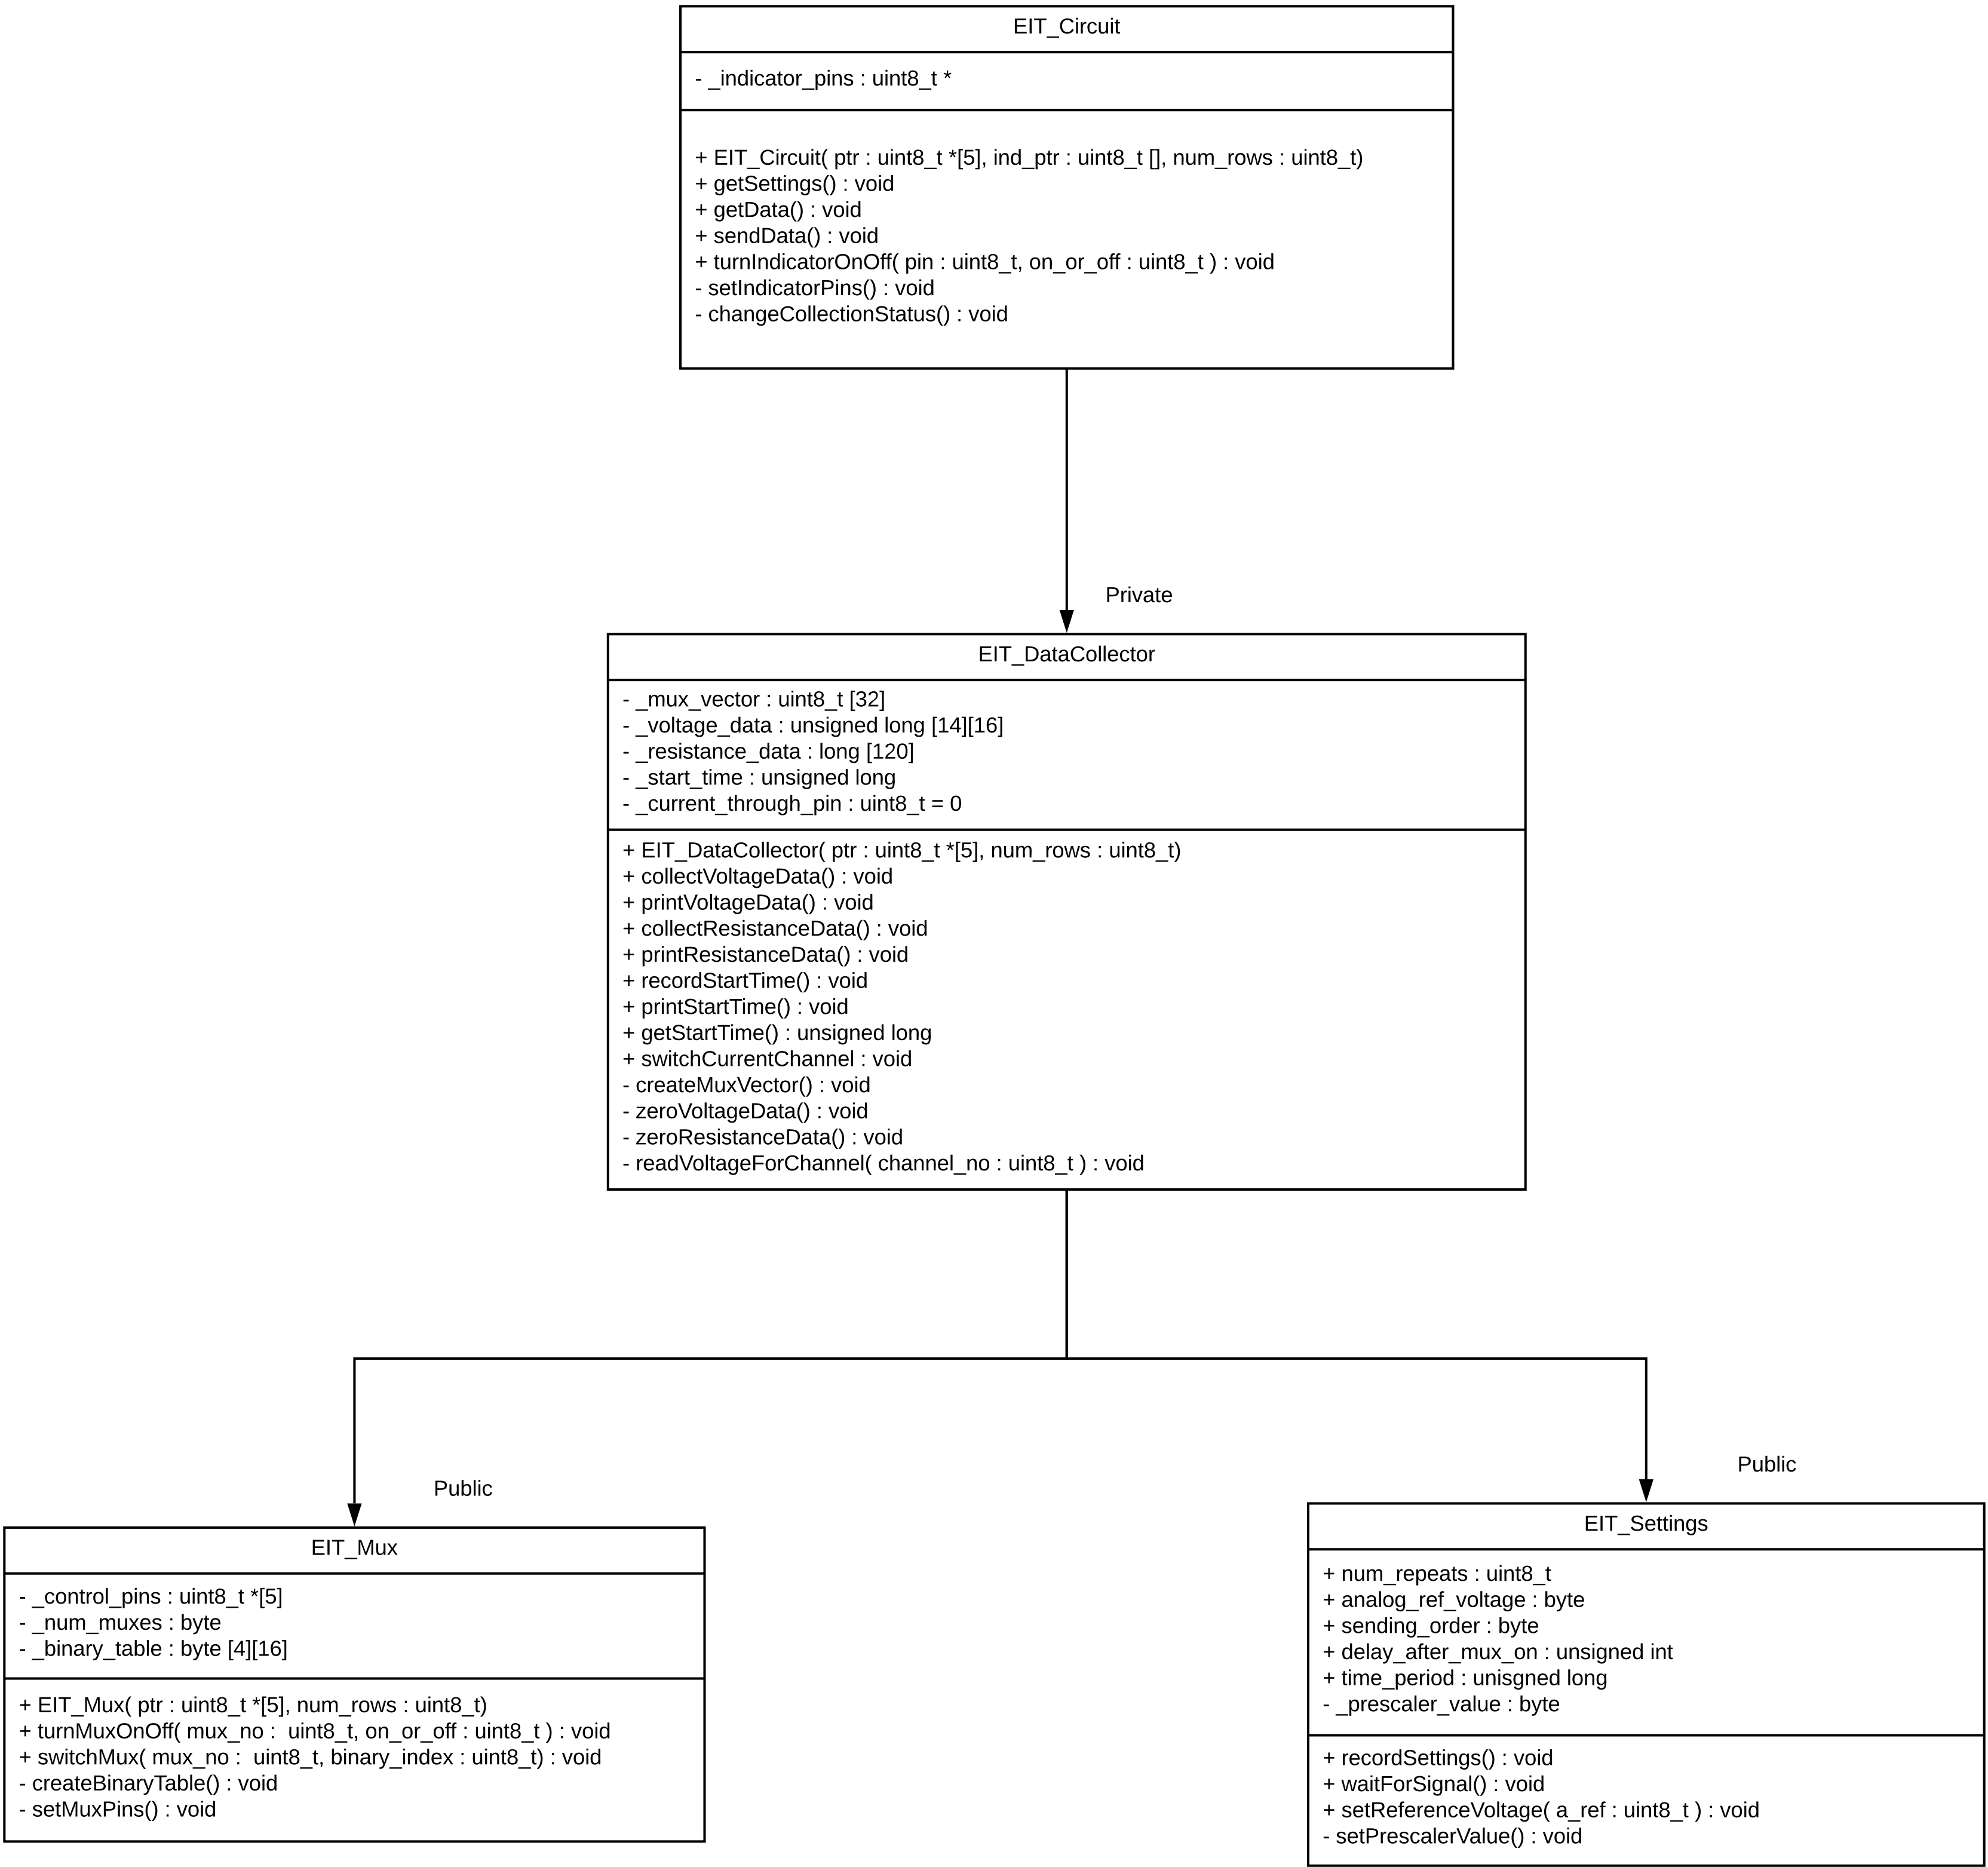 EIT_Circuit
- _indicator_pins : uint8_t *
+ EIT_Circuit( ptr : uint8_t *[5], ind_ptr : uint8_t [], num_rows : uint8_t)
+ getSettings() : void
+ getData() : void
+ sendData() : void
+ turnIndicatorOnOff( pin : uint8_t, on_or_off : uint8_t ) : void
- setIndicatorPins() : void
- changeCollectionStatus() : void
Private
EIT_DataCollector
- _mux_vector : uint8_t [32]
- _voltage_data : unsigned long [14][16]
- _resistance_data : long [120]
- _start_time : unsigned long
- _current_through_pin : uint8_t = 0
+ EIT_DataCollector( ptr : uint8_t *[5], num_rows : uint8_t)
+ collectVoltageData() : void
+ printVoltageData() : void
+ collectResistanceData() : void
+ printResistanceData() : void
+ recordStartTime() : void
+ printStartTime() : void
+ getStartTime() : unsigned long
+ switchCurrentChannel : void
- createMuxVector() : void
- zeroVoltageData() : void
- zeroResistanceData() : void
- readVoltageForChannel( channel_no : uint8_t ) : void
Public
EIT_Mux
- _control_pins : uint8_t *[5]
- _num_muxes : byte
- _binary_table : byte [4][16]
+ EIT_Mux( ptr : uint8_t *[5], num_rows : uint8_t)
+ turnMuxOnOff( mux_no :  uint8_t, on_or_off : uint8_t ) : void
+ switchMux( mux_no :  uint8_t, binary_index : uint8_t) : void
- createBinaryTable() : void
- setMuxPins() : void
Public
EIT_Settings
+ num_repeats : uint8_t
+ analog_ref_voltage : byte
+ sending_order : byte
+ delay_after_mux_on : unsigned int
+ time_period : unisgned long
- _prescaler_value : byte
+ recordSettings() : void
+ waitForSignal() : void
+ setReferenceVoltage( a_ref : uint8_t ) : void
- setPrescalerValue() : void